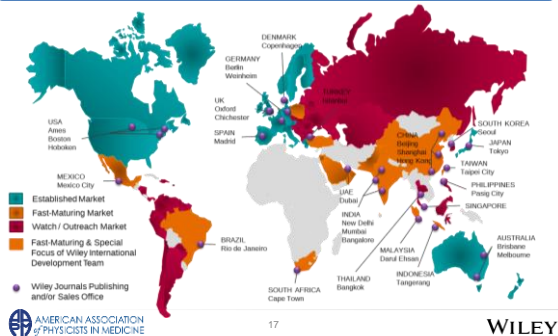 DENMARK
Copenhagen
GERMANY
Berlin
Weinheim
UK
Oxford
Chichester
SPAIN
Madrid
TURKEY
Istanbul
USA
Ames
Boston
Hoboken
MEXICO
Mexico City
CHINA
Beijing
Shanghai
Hong Kong
SOUTH KOREA
Seoul
JAPAN
Tokyo
TAIWAN
Taipei City
PHILIPPINES
Pasig City
SINGAPORE
UAE
Dubai
INDIA
New Delhi
Mumbai
Bangalore
MALAYSIA
Darul Ehsan
THAILAND
Bangkok
INDONESIA
Tangerang
AUSTRALIA
Brisbane
Melbourne
BRAZIL
Rio de Janeiro
SOUTH AFRICA
Cape Town
Established Market
Fast-Maturing Market
Watch / Outreach Market
Fast-Maturing & Special
Focus of Wiley International
Development Team
Wiley Journals Publishing
and/or Sales Office
AMERICAN ASSOCIATION
of PHYSICISTS IN MEDICINE
17
WILEY